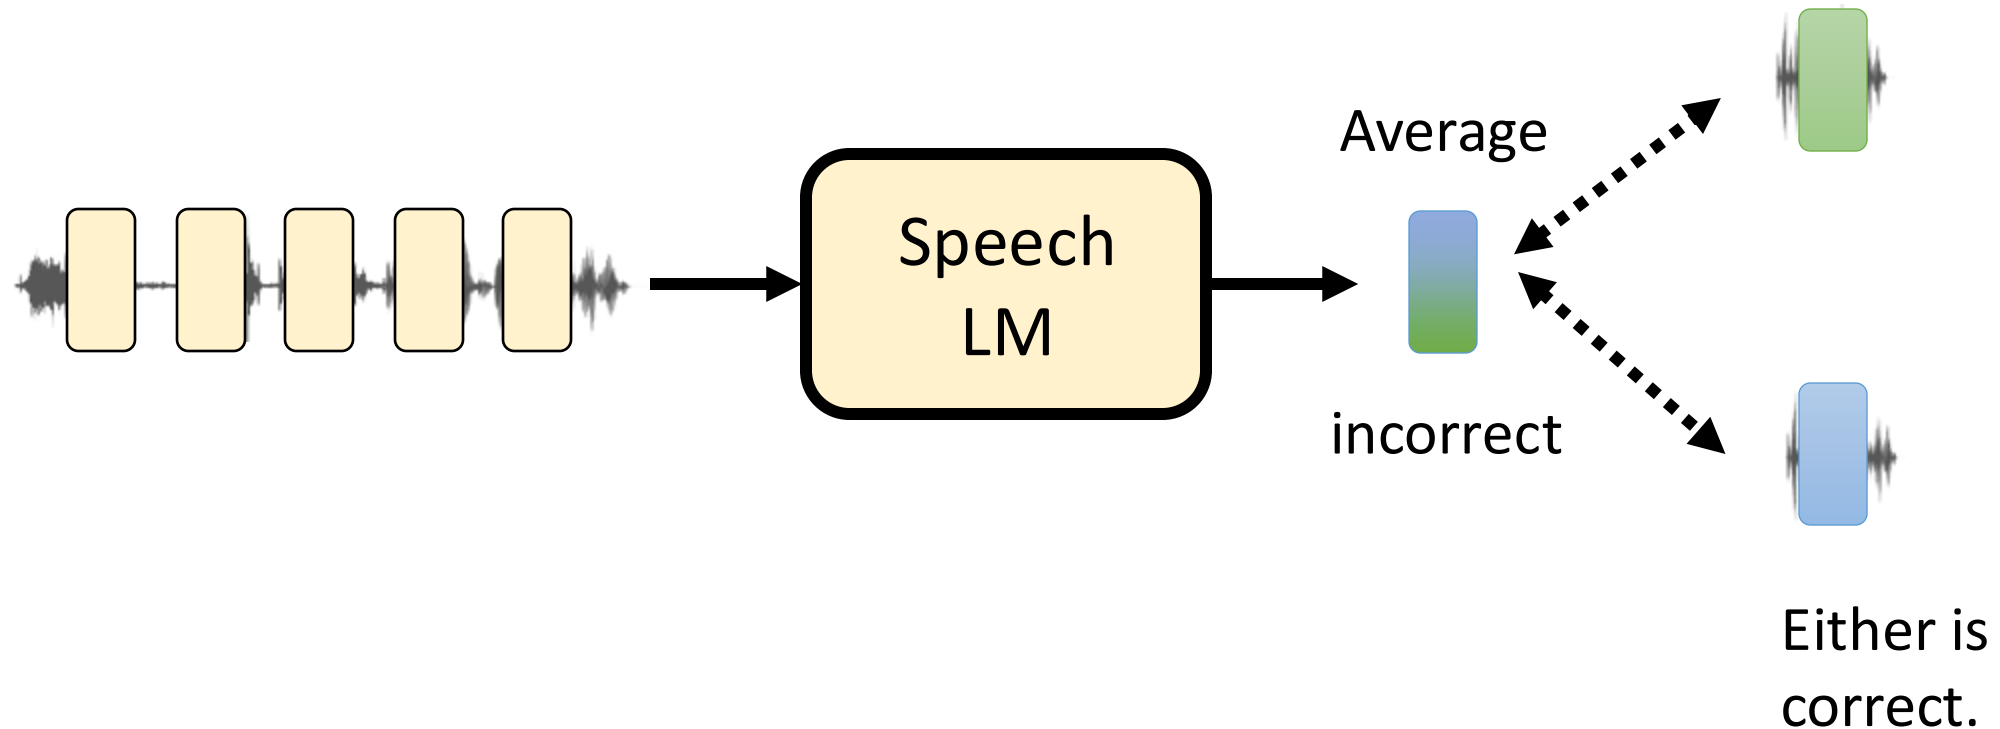 Speech
LM
Average
incorrect
Either is
correct.